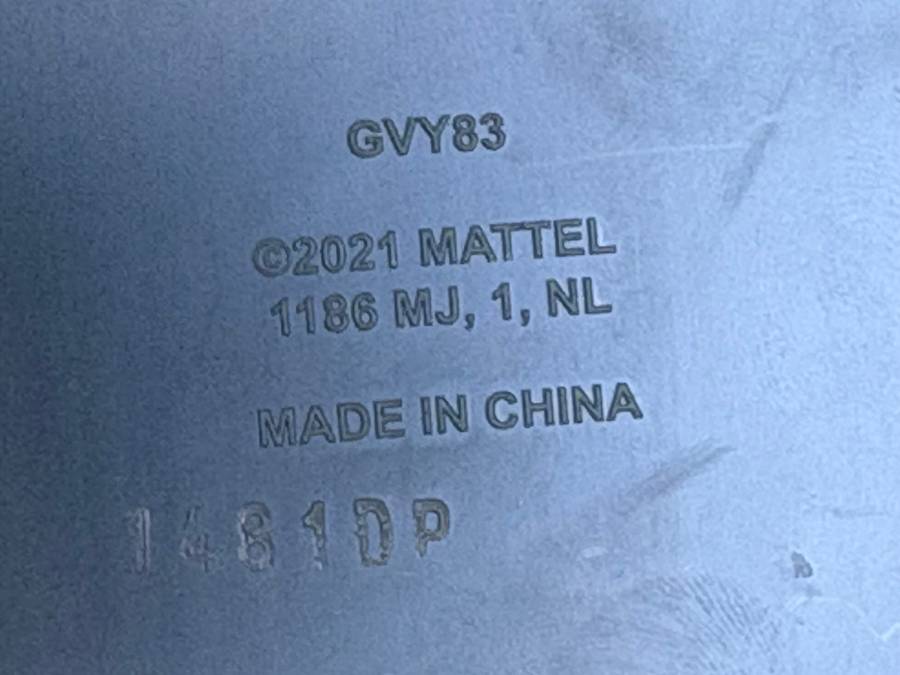 GVY83
©2021 MATTEL
1186 MJ, 1, NL
MADE IN CHINA
1481DP